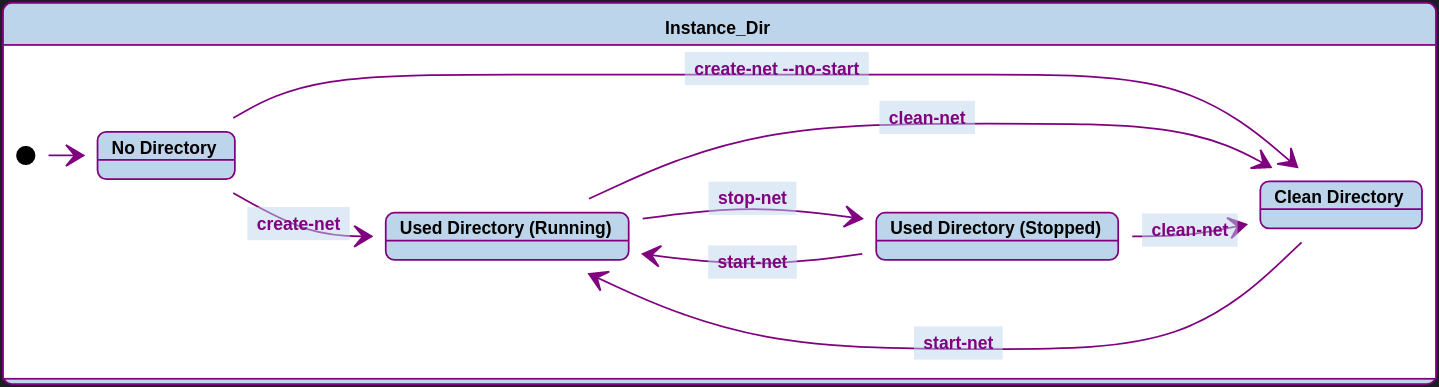 Instance_Dir
create-net --no-start
clean-net
No Directory
stop-net
Clean Directory
create-net
Used Directory (Running)
Used Directory (Stopped)
clean-net
start-net
start-net